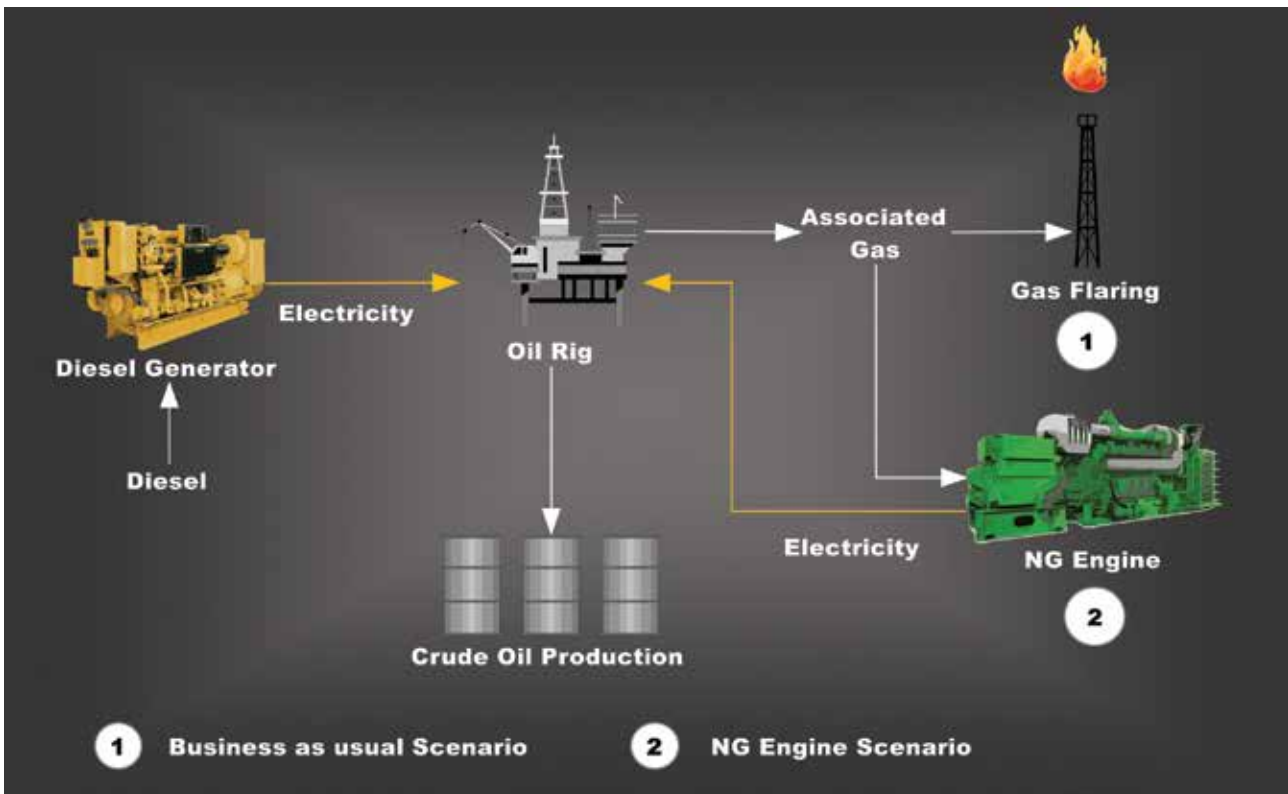 Associated
Gas
Gas Flaring
1
Electricity
Diesel Generator
Oil Rig
Diesel
Electricity
NG Engine
2
Crude Oil Production
1 Business as usual Scenario
2 NG Engine Scenario